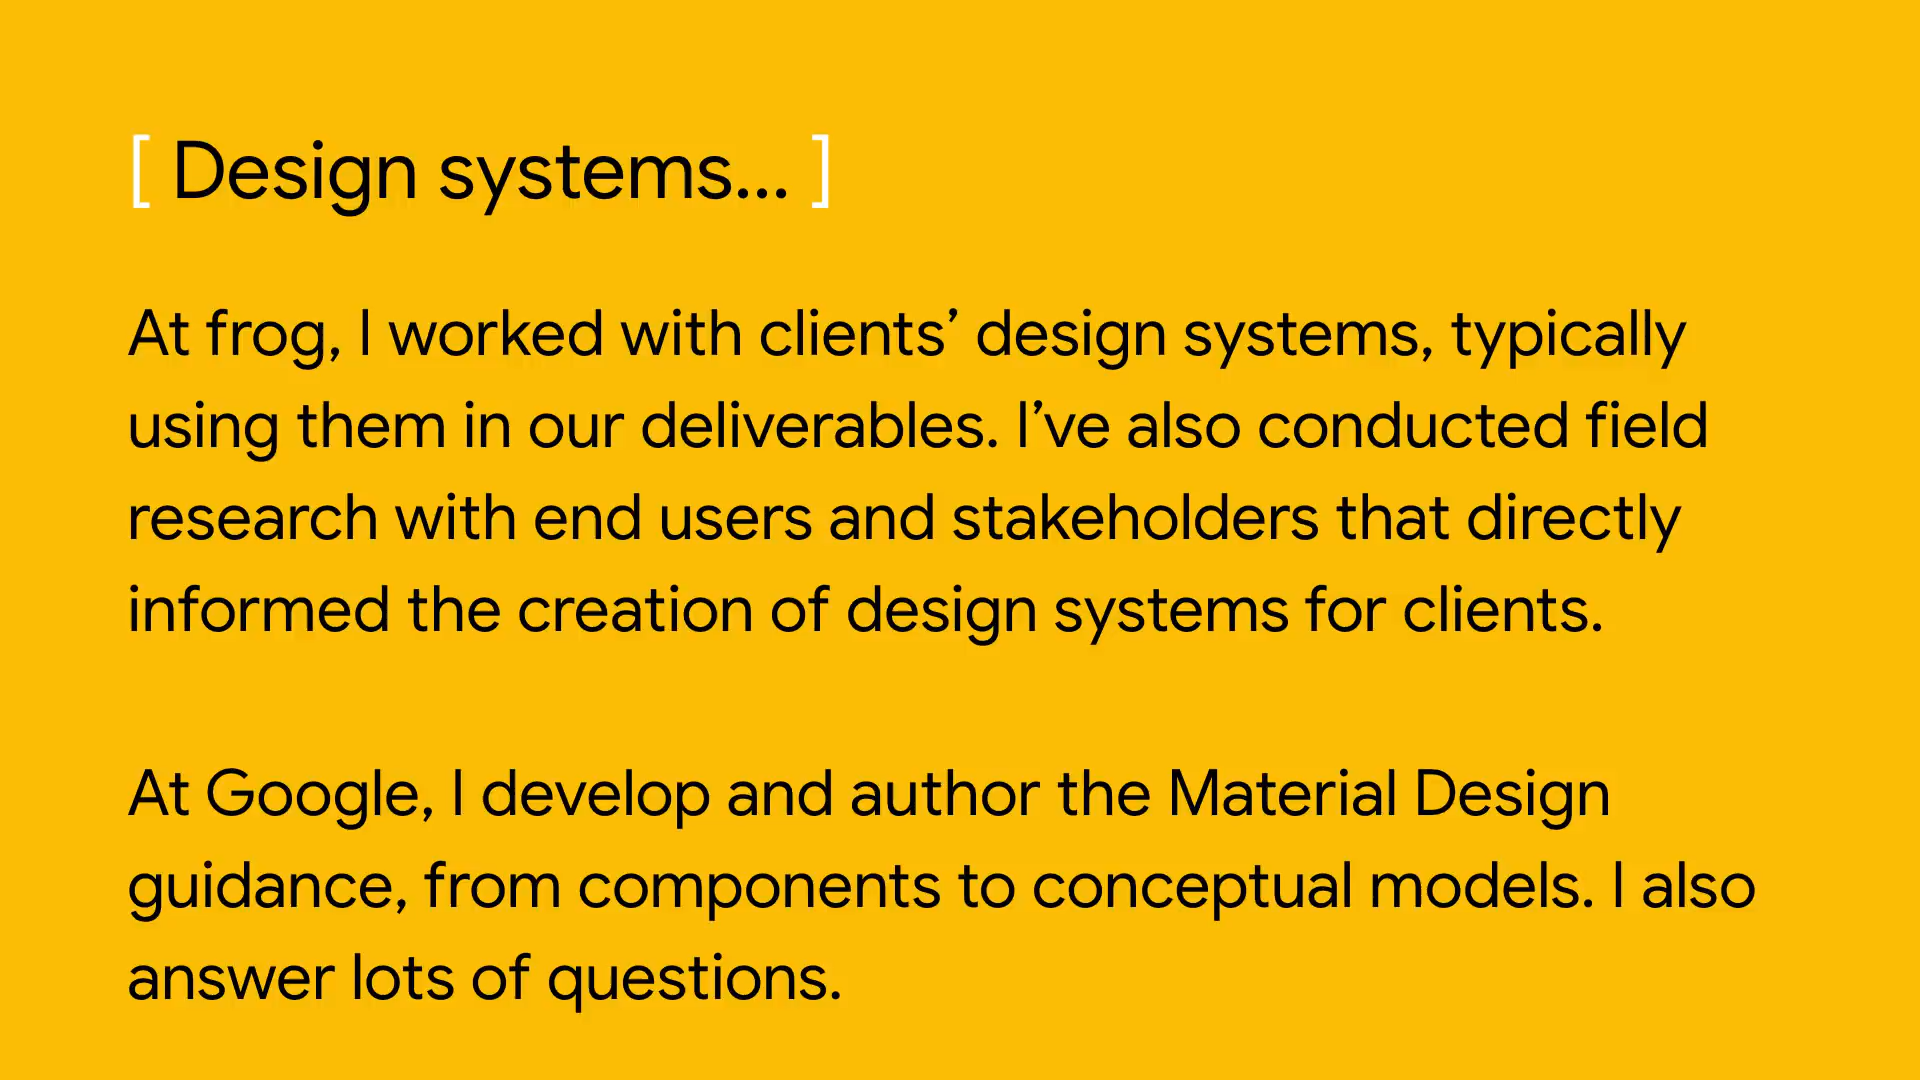 [ Design systems... ]
At frog, I worked with clients’ design systems, typically
using them in our deliverables. I’ve also conducted field
research with end users and stakeholders that directly
informed the creation of design systems for clients.
At Google, I develop and author the Material Design
guidance, from components to conceptual models. I also
answer lots of questions.